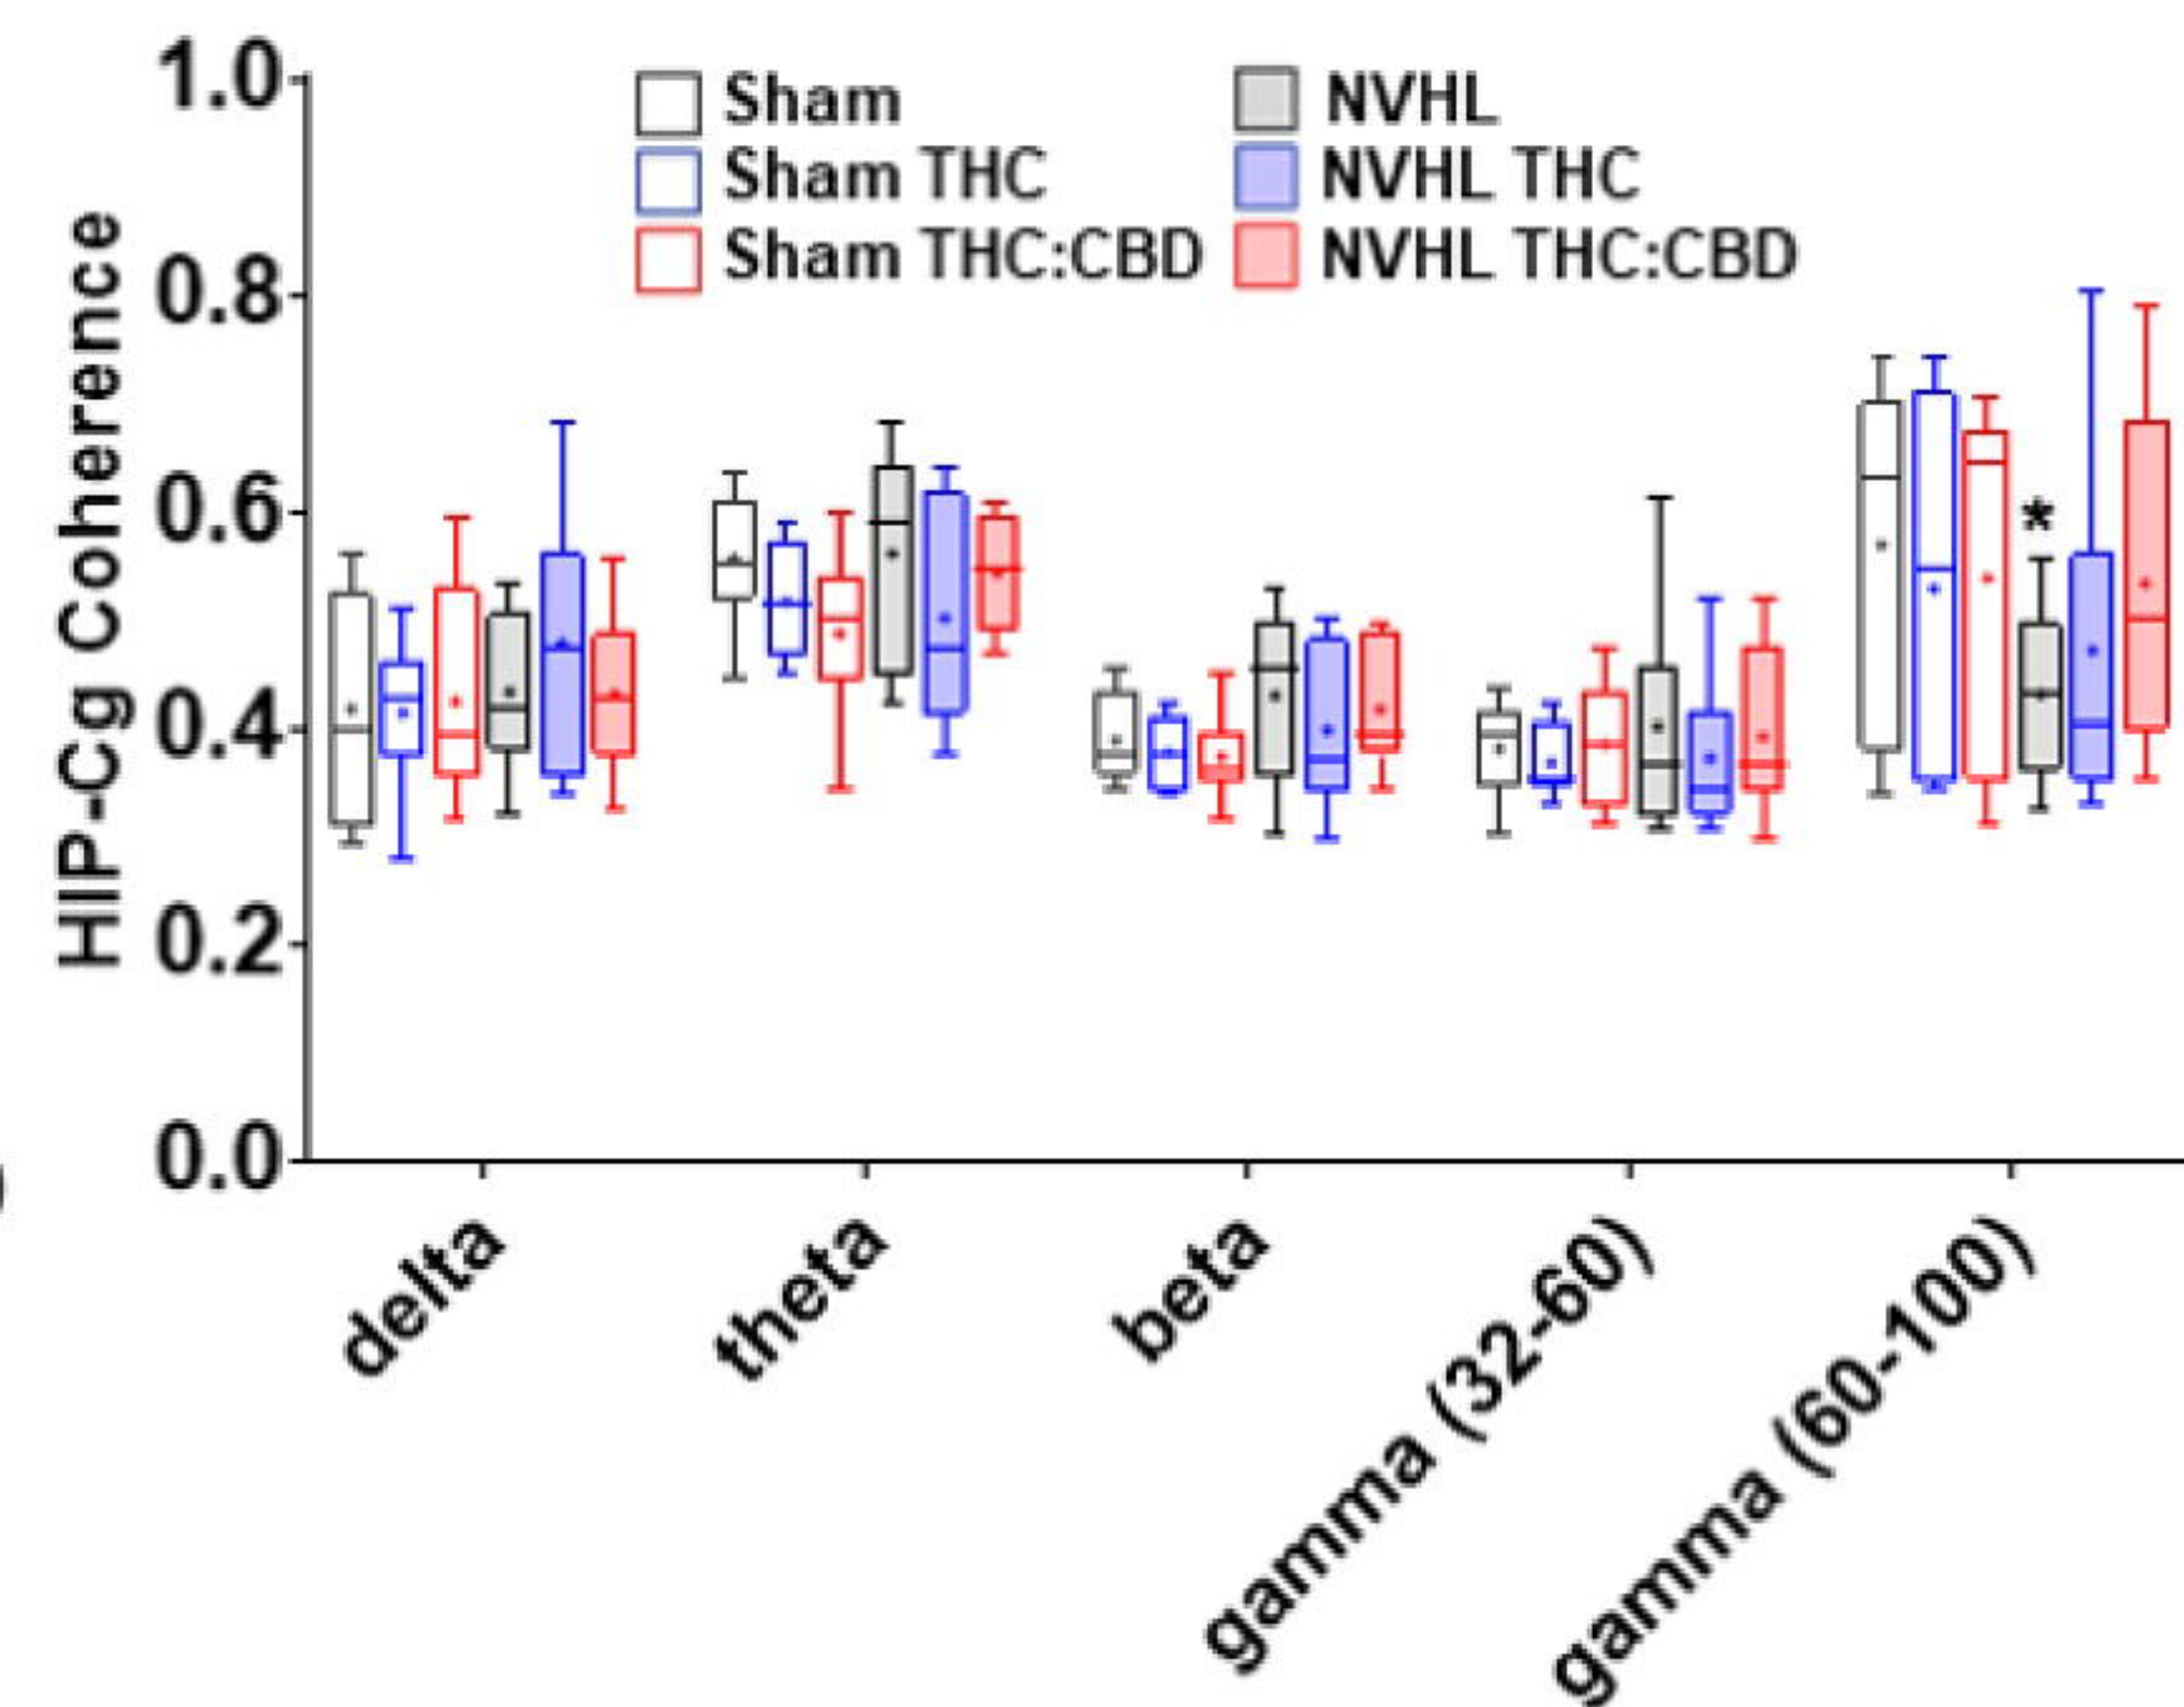 1.0
0.8
0.6
0.4
0.2
0.0
HIP-Cg Coherence
Sham
Sham THC
Sham THC:CBD
NVHL
NVHL THC
NVHL THC:CBD
*
delta
theta
beta
gamma (32-60)
gamma (60-100)